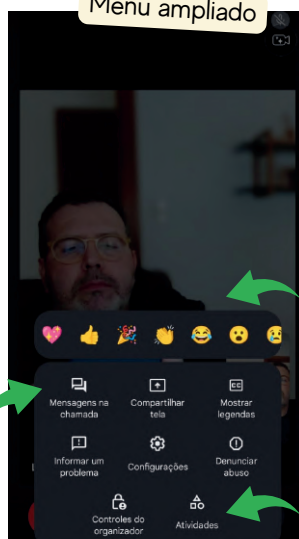 Menu ampliado
Mensagens na
chamada
Compartilhar
tela
CC
Mostrar
legendas
Informar um
problema
Configurações
Denunciar
abuso
Controles do
organizador
Atividades